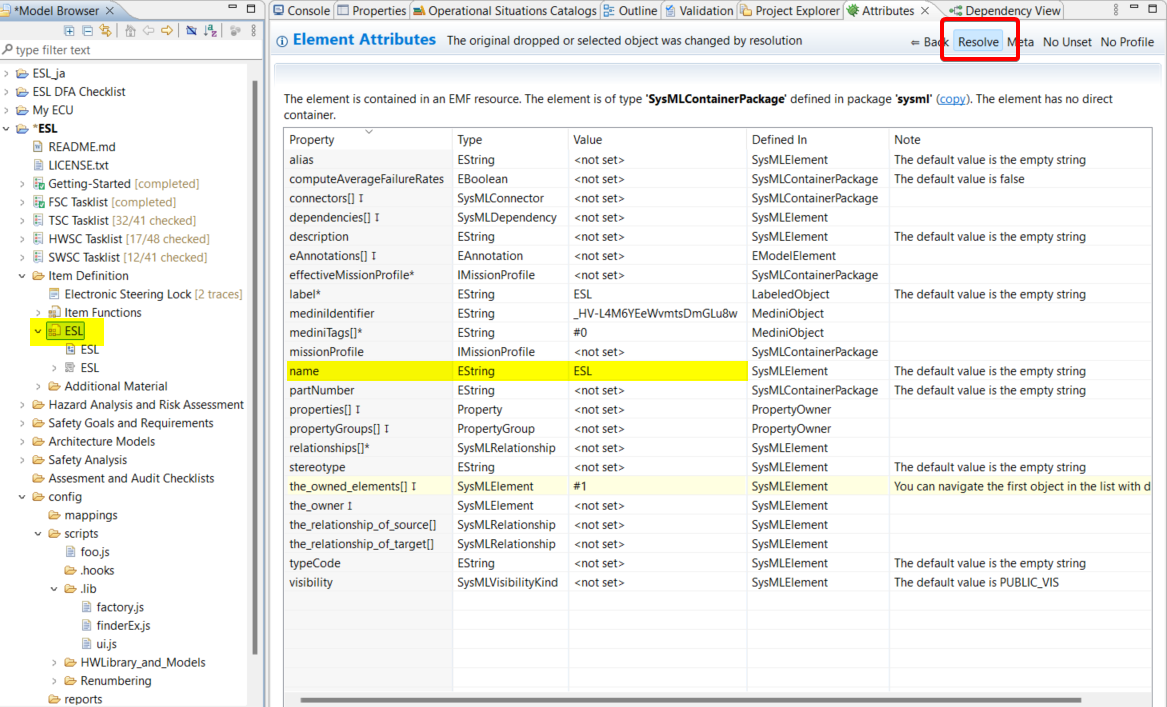 *Model Browser
type filter text
ESL_ja
ESL DFA Checklist
My ECU
*ESL
README.md
LICENSE.txt
Getting-Started [completed]
FSC Tasklist [completed]
TSC Tasklist [32/41 checked]
HWSC Tasklist [17/48 checked]
SWSC Tasklist [12/41 checked]
Item Definition
Electronic Steering Lock [2 traces]
Item Functions
ESL
ESL
ESL
Additional Material
Hazard Analysis and Risk Assessment
Safety Goals and Requirements
Architecture Models
Safety Analysis
Assesment and Audit Checklists
config
mappings
scripts
foo.js
.hooks
.lib
factory.js
finderEx.js
ui.js
HWLibrary_and_Models
Renumbering
reports
Console Properties Operational Situations Catalogs Outline Validation Project Explorer Attributes Dependency View
Element Attributes The original dropped or selected object was changed by resolution Back Resolve Meta No Unset No Profile
The element is contained in an EMF resource. The element is of type 'SysMLContainerPackage' defined in package 'sysml' (copy). The element has no direct
container.
Property Type Value Defined In Note
alias EString <not set> SysMLElement The default value is the empty string
computeAverageFailureRates EBoolean <not set> SysMLContainerPackage The default value is false
connectors[] I SysMLConnector <not set> SysMLContainerPackage
dependencies[] I SysMLDependency <not set> SysMLElement
description EString <not set> SysMLElement The default value is the empty string
eAnnotations[] I EAnnotation <not set> EModelElement
effectiveMissionProfile* IMissionProfile <not set> SysMLContainerPackage
label* EString ESL LabeledObject The default value is the empty string
mediniIdentifier EString _HV-L4M6YEeWvmtsDmGLu8w MediniObject
mediniTags[]* EString #0 MediniObject
missionProfile IMissionProfile <not set> SysMLContainerPackage
name EString ESL SysMLElement The default value is the empty string
partNumber EString <not set> SysMLContainerPackage The default value is the empty string
properties[] I Property <not set> PropertyOwner
propertyGroups[] I PropertyGroup <not set> PropertyOwner
relationships[]* SysMLRelationship <not set> SysMLElement
stereotype EString <not set> SysMLElement The default value is the empty string
the_owned_elements[] I SysMLElement #1 SysMLElement You can navigate the first object in the list with d
the_owner I SysMLElement <not set> SysMLElement
the_relationship_of_source[] SysMLRelationship <not set> SysMLElement
the_relationship_of_target[] SysMLRelationship <not set> SysMLElement
typeCode EString <not set> SysMLElement The default value is the empty string
visibility SysMLVisibilityKind <not set> SysMLElement The default value is PUBLIC_VIS